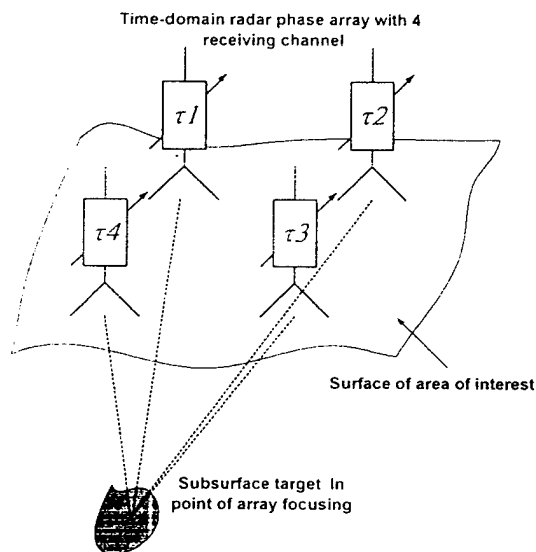 Time-domain radar phase array with 4
receiving channel
τ1
τ2
τ4
τ3
Surface of area of interest
Subsurface target In
point of array focusing